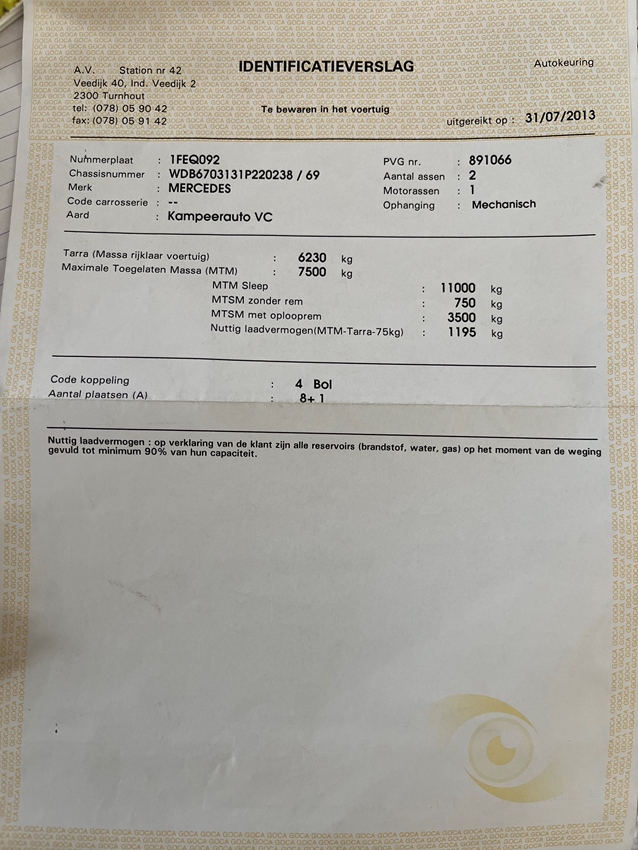 IDENTIFICATIEVERSLAG
Autokeuring
A.V. Station nr 42
Veedijk 40, Ind. Veedijk 2
2300 Turnhout
tel: (078) 05 90 42
fax: (078) 05 91 42
Te bewaren in het voertuig
uitgereikt op : 31/07/2013
Nummerplaat : 1FEQ092
PVG nr. : 891066
Chassisnummer : WDB6703131P220238 / 69
Aantal assen : 2
Merk : MERCEDES
Motorassen : 1
Code carrosserie : --
Ophanging : Mechanisch
Aard : Kampeerauto VC
Tarra (Massa rijklaar voertuig) : 6230 kg
Maximale Toegelaten Massa (MTM) : 7500 kg
MTM Sleep : 11000 kg
MTSM zonder rem : 750 kg
MTSM met oplooprem : 3500 kg
Nuttig laadvermogen(MTM-Tarra-75kg) : 1195 kg
Code koppeling : 4 Bol
Aantal plaatsen (A) : 8+1
Nuttig laadvermogen : op verklaring van de klant zijn alle reservoirs (brandstof, water, gas) op het moment van de weging
gevuld tot minimum 90% van hun capaciteit.